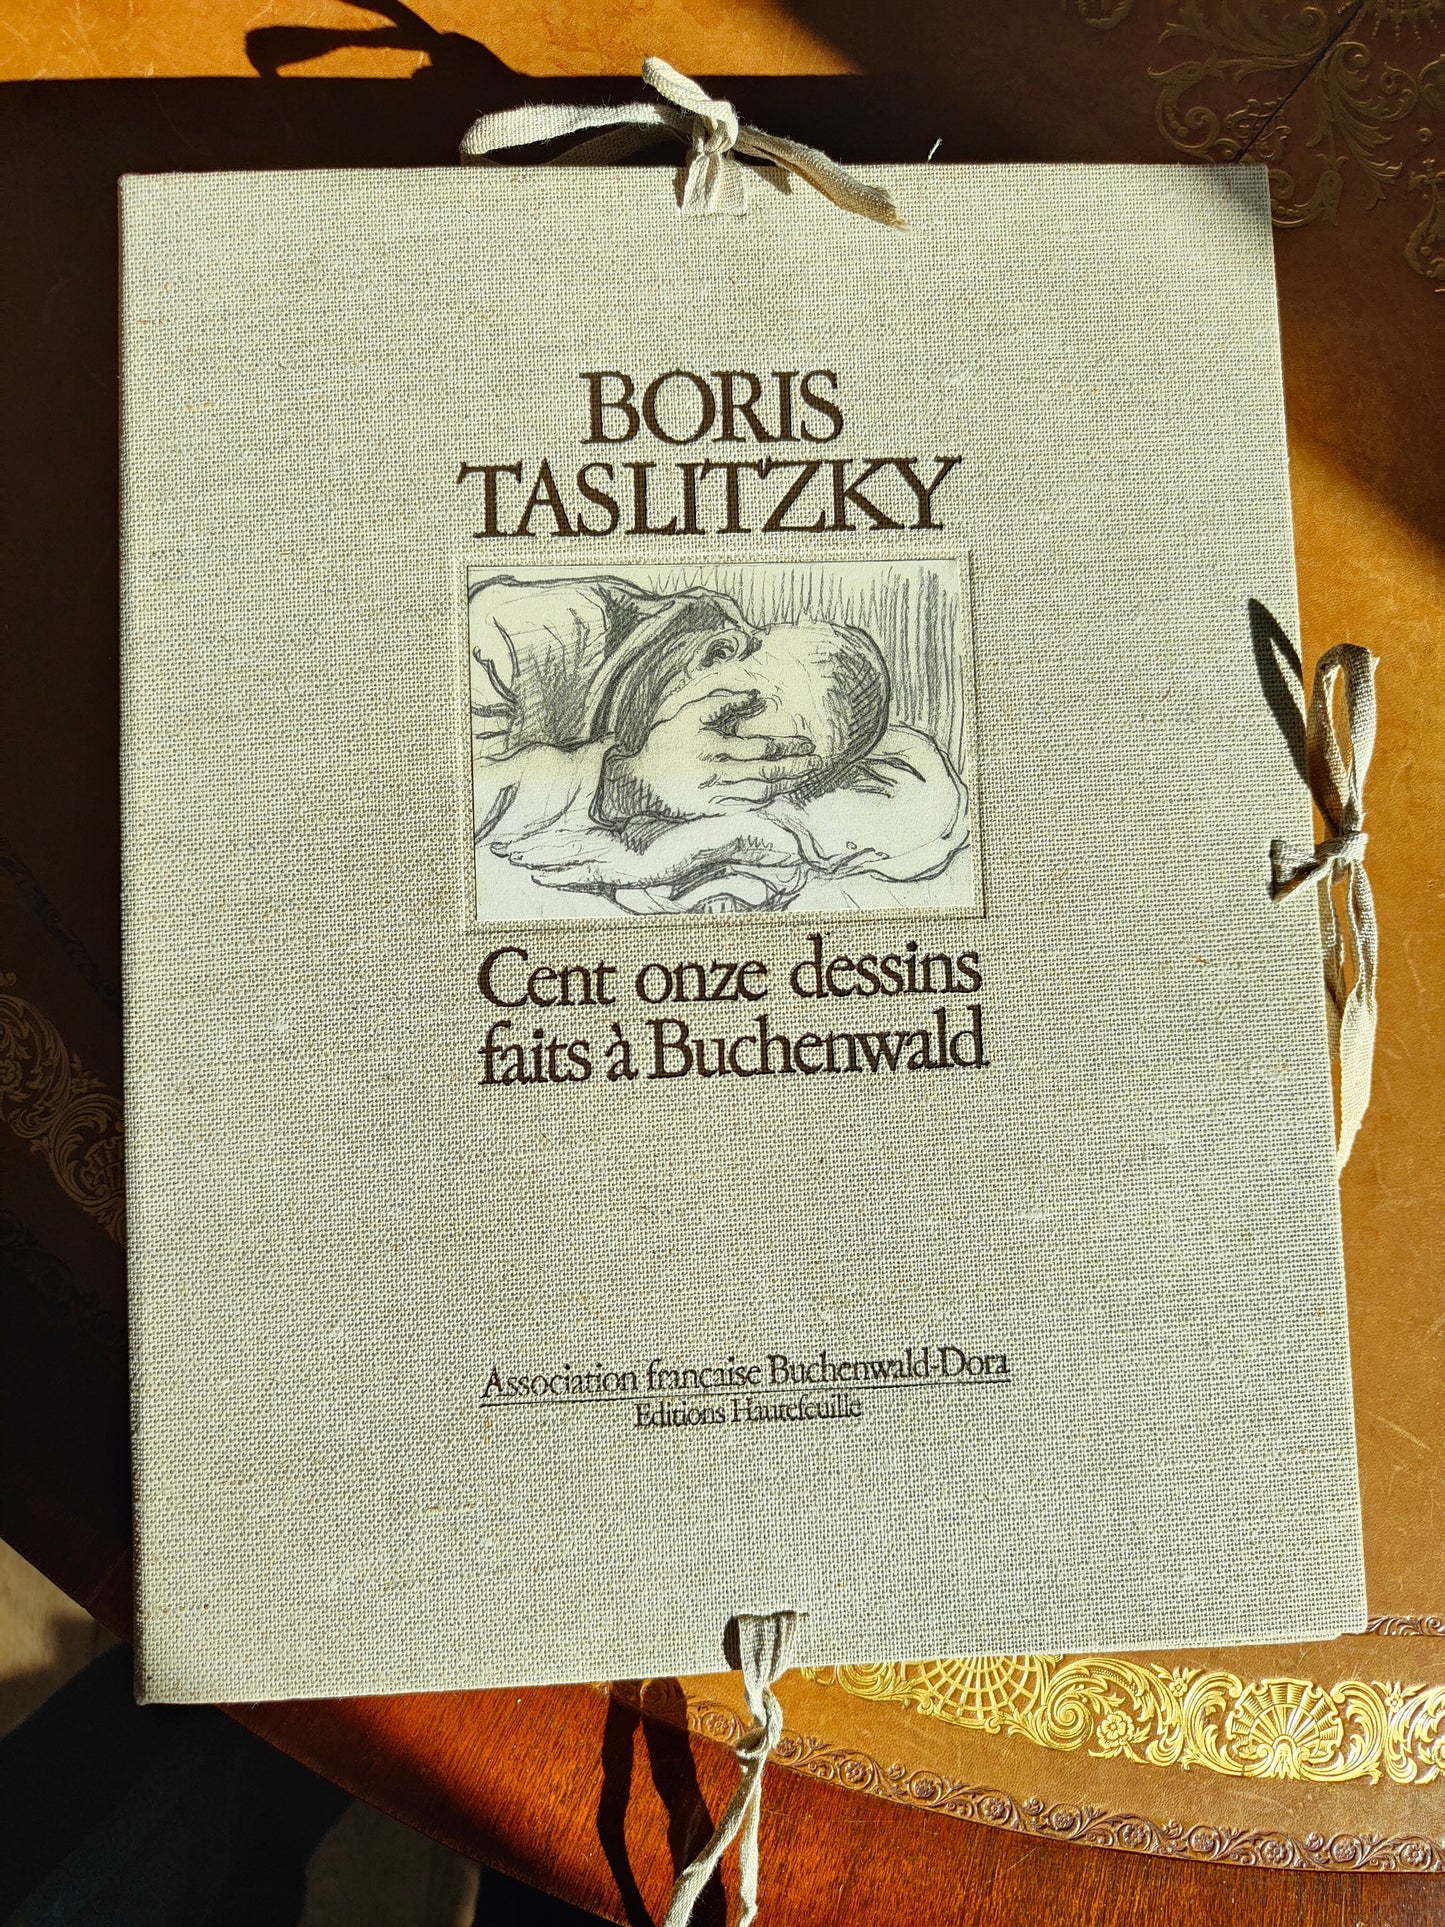 BORIS
TASLITZKY
Cent onze dessins
faits à Buchenwald
Association française Buchenwald-Dora
Editions Hautefeuille